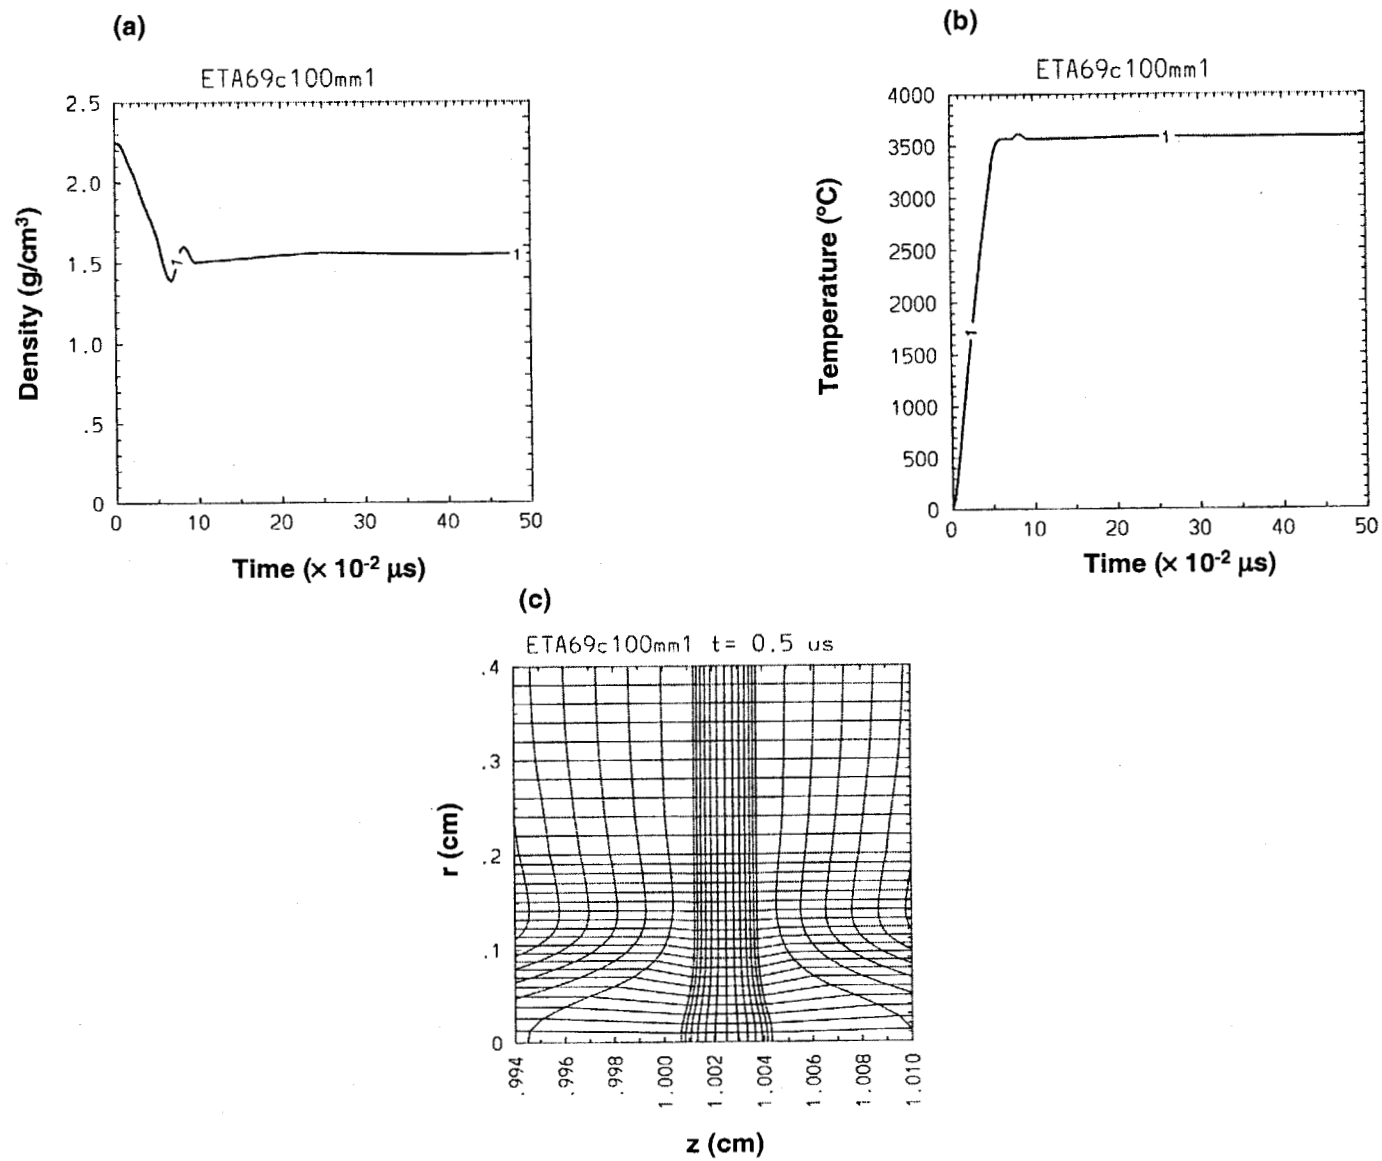 (a)
ETA69c100mm1
2.5
2.0
1.5
1.0
.5
0
0 10 20 30 40 50
1
1
Density (g/cm³)
Time (× 10⁻² μs)
(b)
ETA69c100mm1
4000
3500
3000
2500
2000
1500
1000
500
0
0 10 20 30 40 50
1
1
Temperature (°C)
Time (× 10⁻² μs)
(c)
ETA69c100mm1 t= 0.5 us
.4
.3
.2
.1
0
.994 .996 .998 1.000 1.002 1.004 1.006 1.008 1.010
r (cm)
z (cm)